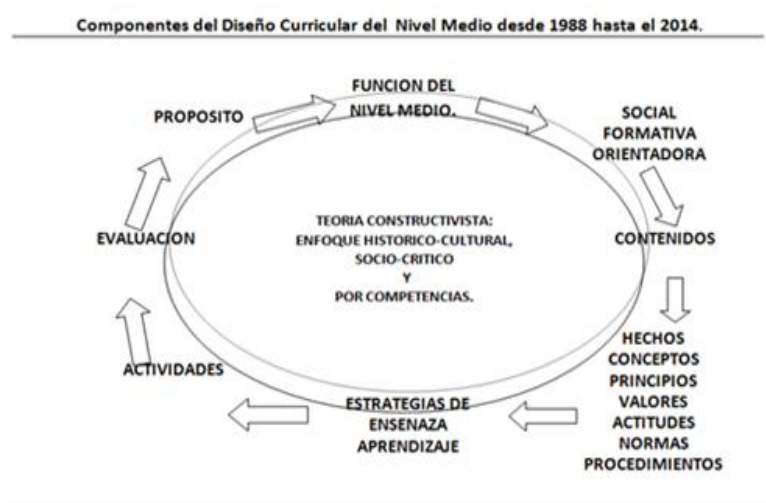 Componentes del Diseño Curricular del Nivel Medio desde 1988 hasta el 2014.
PROPOSITO
FUNCION DEL
NIVEL MEDIO.
SOCIAL
FORMATIVA
ORIENTADORA
CONTENIDOS
HECHOS
CONCEPTOS
PRINCIPIOS
VALORES
ACTITUDES
NORMAS
PROCEDIMIENTOS
ESTRATEGIAS DE
ENSENAZA
APRENDIZAJE
ACTIVIDADES
EVALUACION
TEORIA CONSTRUCTIVISTA:
ENFOQUE HISTORICO-CULTURAL,
SOCIO-CRITICO
Y
POR COMPETENCIAS.